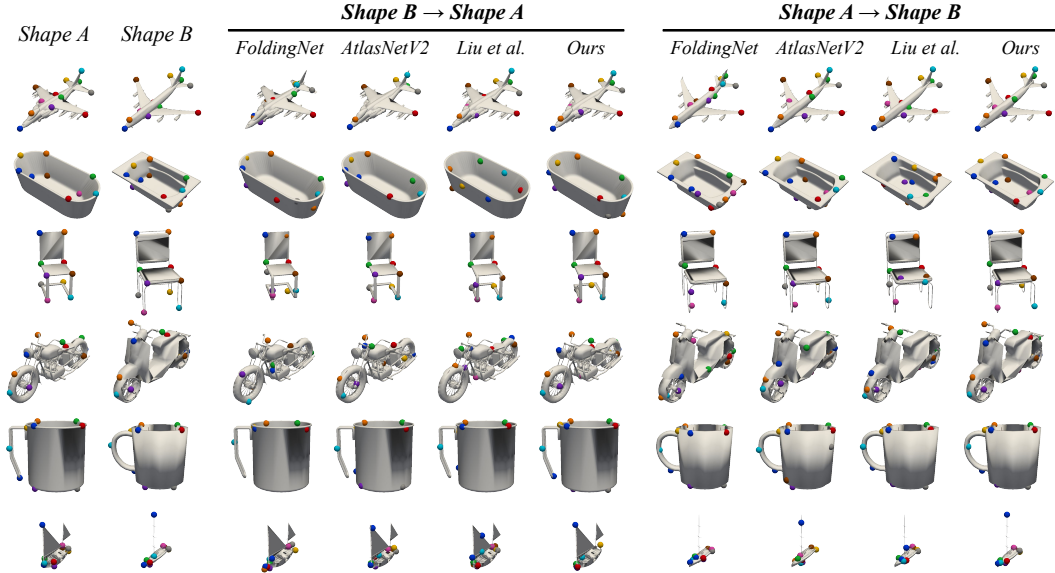 Shape B → Shape A
Shape A → Shape B
Shape A
Shape B
FoldingNet
AtlasNetV2
Liu et al.
Ours
FoldingNet
AtlasNetV2
Liu et al.
Ours